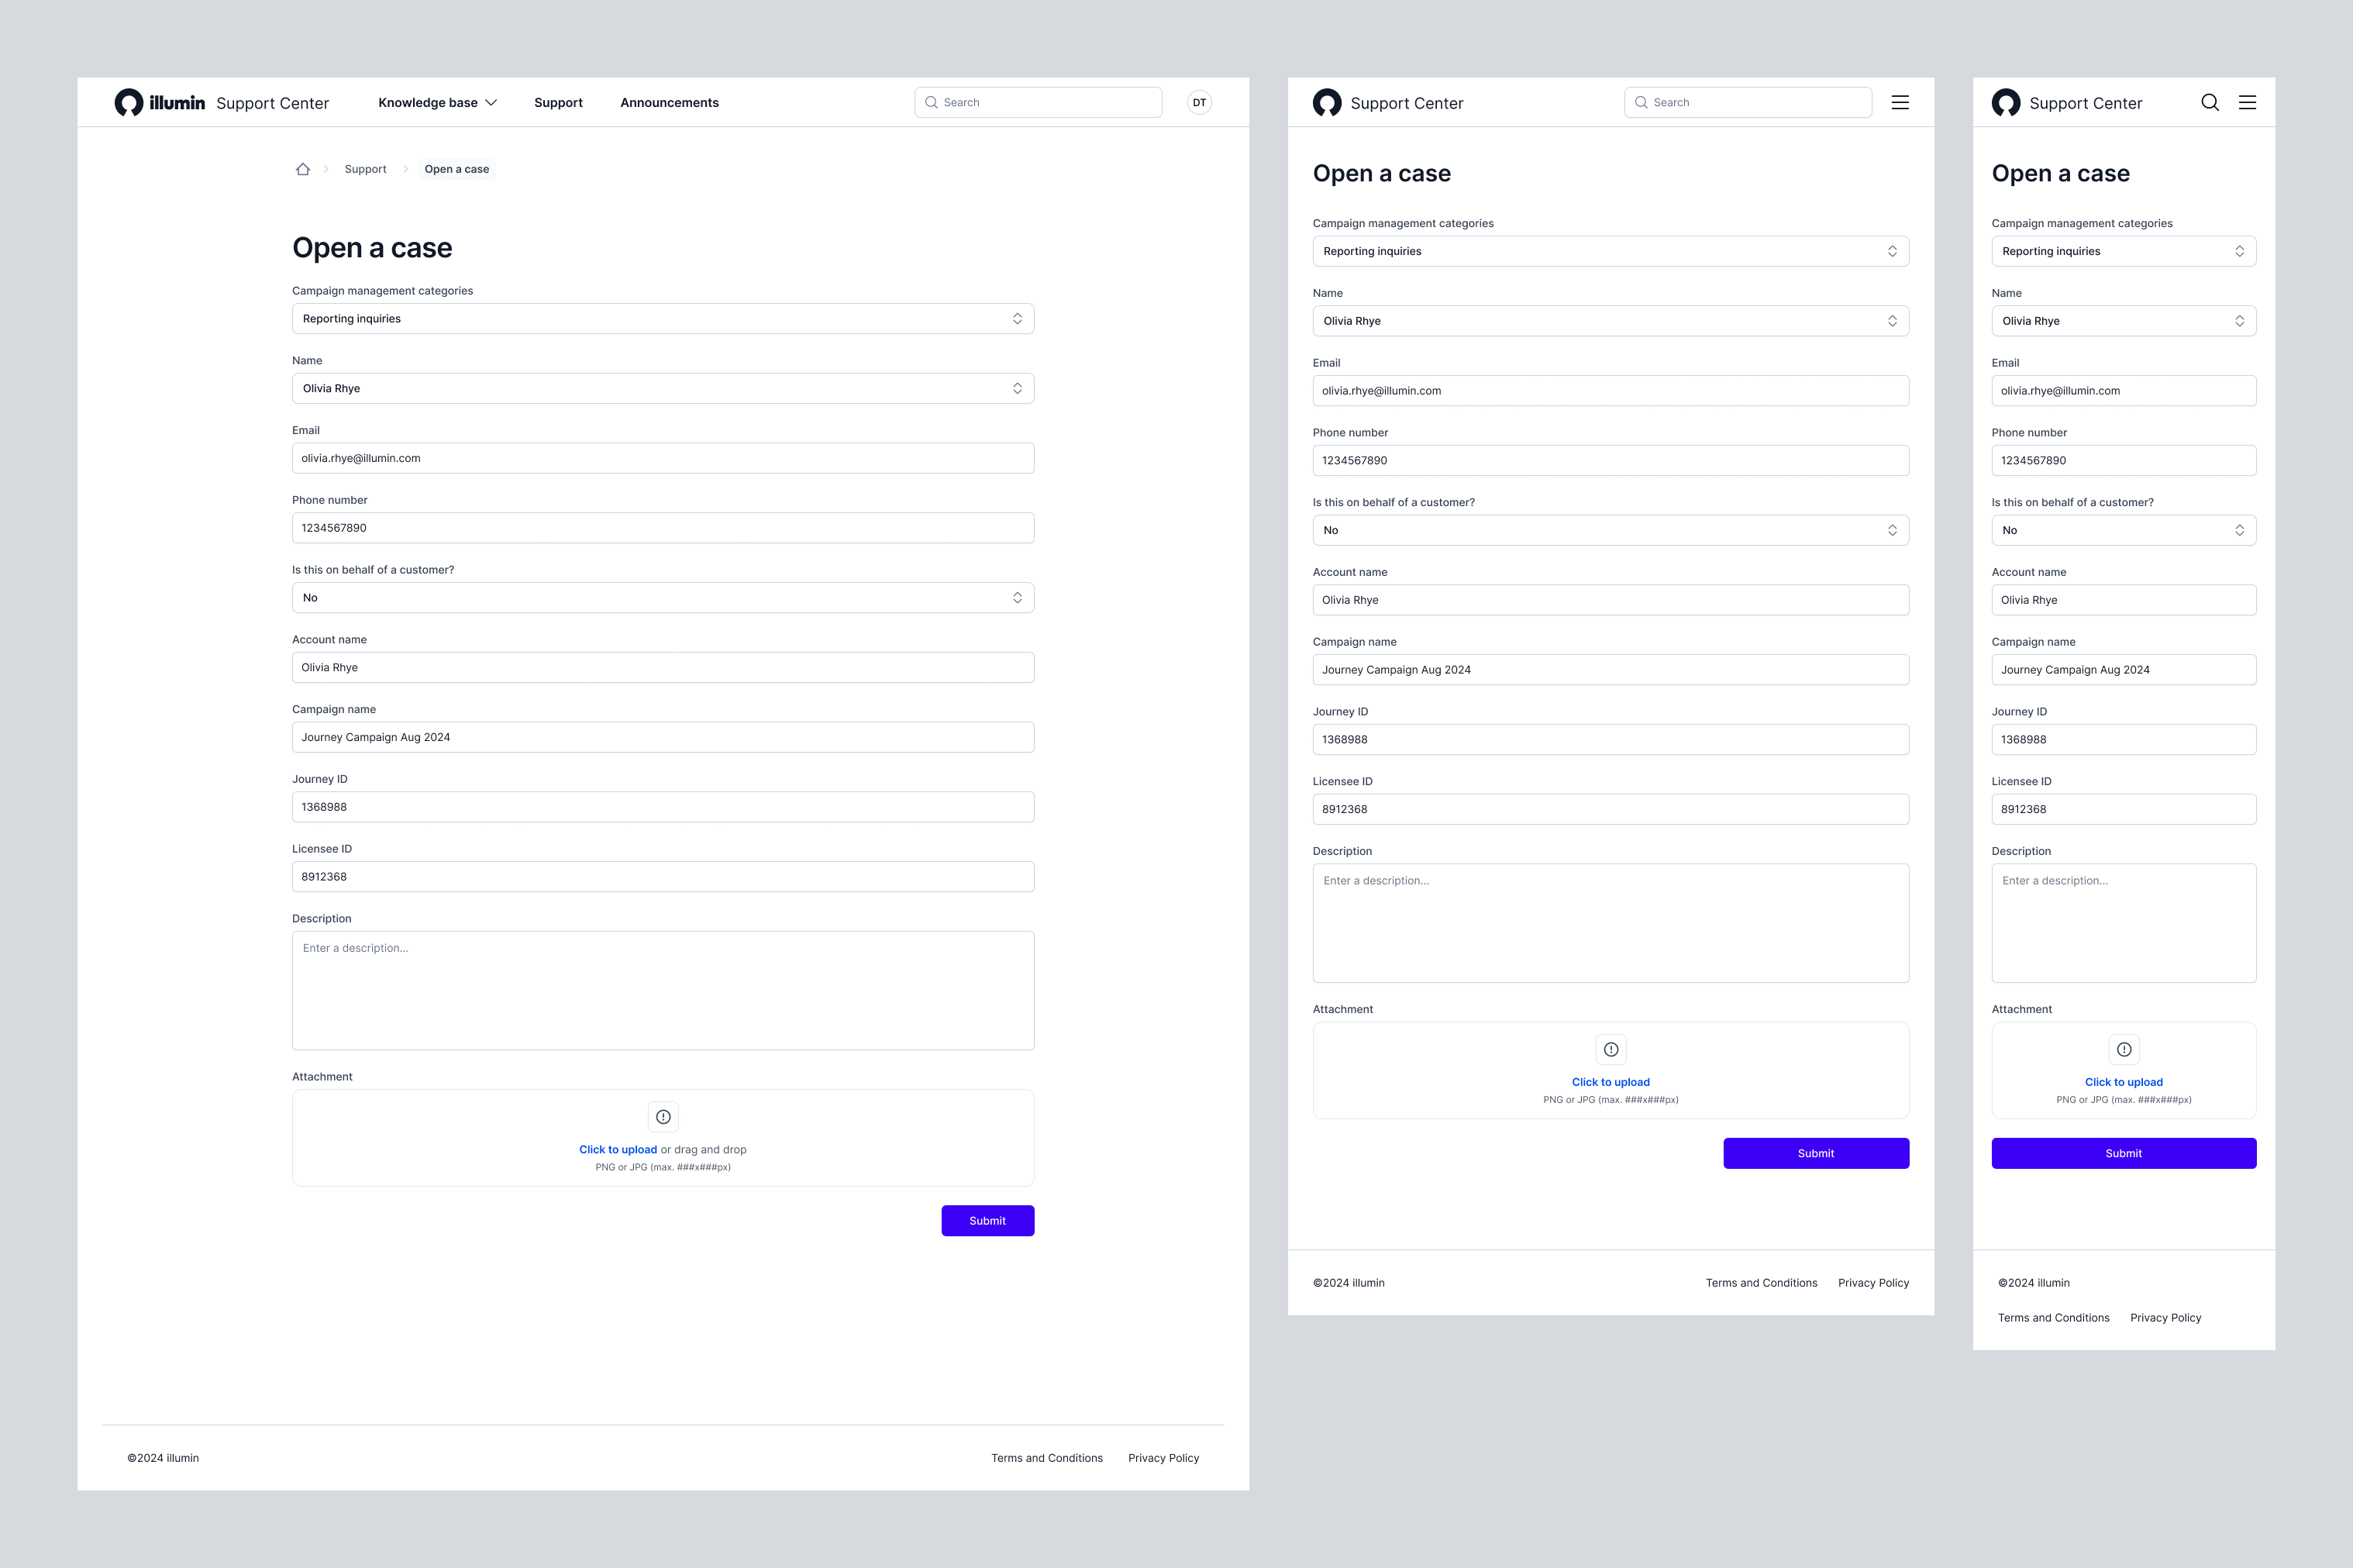 illumin Support Center Knowledge base Support Announcements Search DT
Support Open a case
Open a case
Campaign management categories
Reporting inquiries
Name
Olivia Rhye
Email
olivia.rhye@illumin.com
Phone number
1234567890
Is this on behalf of a customer?
No
Account name
Olivia Rhye
Campaign name
Journey Campaign Aug 2024
Journey ID
1368988
Licensee ID
8912368
Description
Enter a description...
Attachment
Click to upload or drag and drop
PNG or JPG (max. ###x###px)
Submit
©2024 illumin Terms and Conditions Privacy Policy
Support Center Search
Open a case
Campaign management categories
Reporting inquiries
Name
Olivia Rhye
Email
olivia.rhye@illumin.com
Phone number
1234567890
Is this on behalf of a customer?
No
Account name
Olivia Rhye
Campaign name
Journey Campaign Aug 2024
Journey ID
1368988
Licensee ID
8912368
Description
Enter a description...
Attachment
Click to upload
PNG or JPG (max. ###x###px)
Submit
©2024 illumin Terms and Conditions Privacy Policy
Support Center
Open a case
Campaign management categories
Reporting inquiries
Name
Olivia Rhye
Email
olivia.rhye@illumin.com
Phone number
1234567890
Is this on behalf of a customer?
No
Account name
Olivia Rhye
Campaign name
Journey Campaign Aug 2024
Journey ID
1368988
Licensee ID
8912368
Description
Enter a description...
Attachment
Click to upload
PNG or JPG (max. ###x###px)
Submit
©2024 illumin
Terms and Conditions Privacy Policy